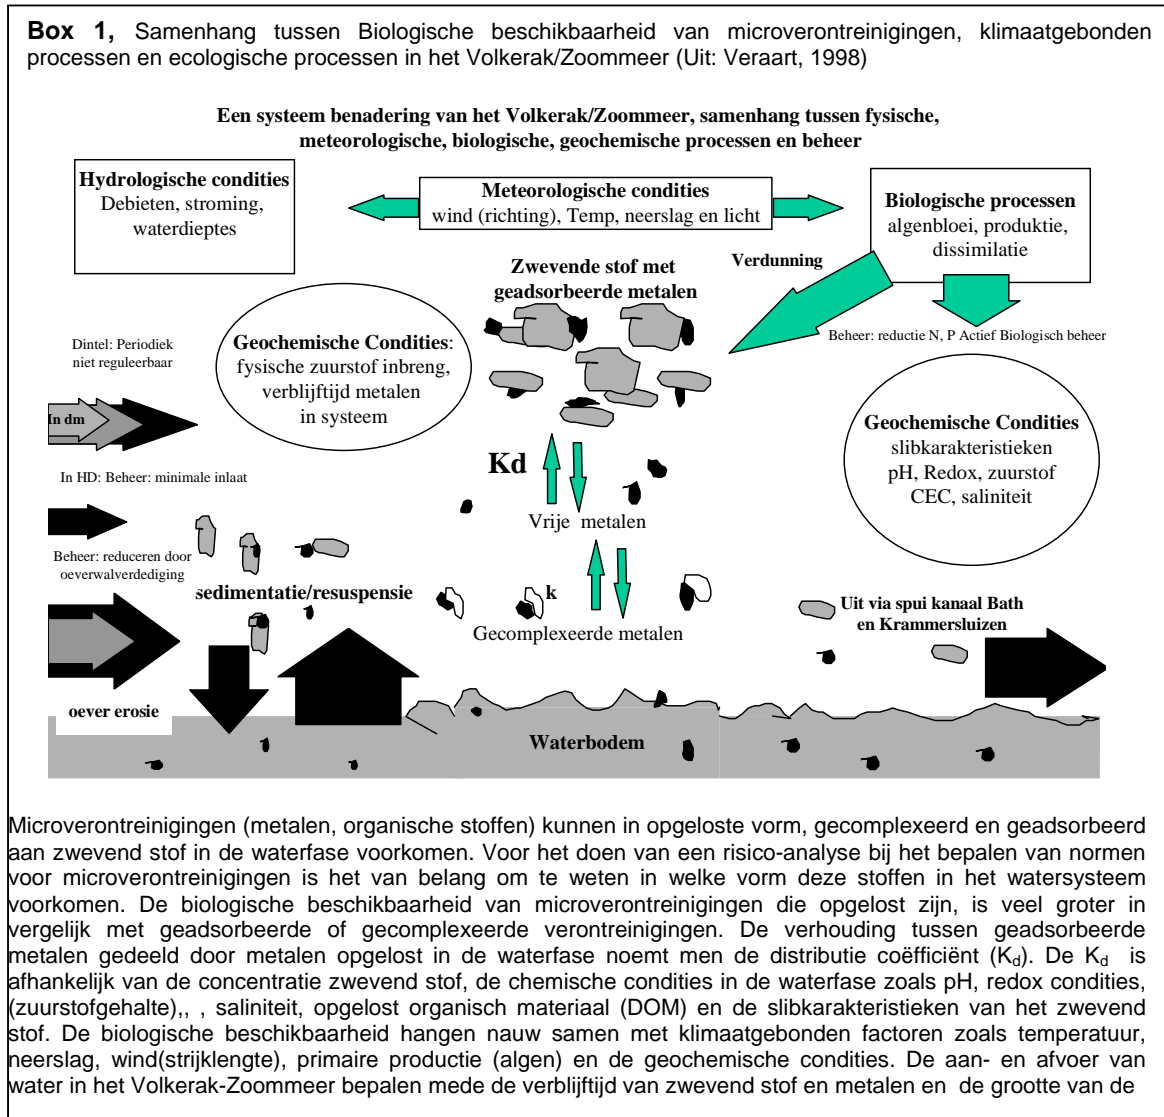 Box 1, Samenhang tussen Biologische beschikbaarheid van microverontreinigingen, klimaatgebonden
processen en ecologische processen in het Volkerak/Zoommeer (Uit: Veraart, 1998)
Een systeem benadering van het Volkerak/Zoommeer, samenhang tussen fysische,
meteorologische, biologische, geochemische processen en beheer
Hydrologische condities
Debieten, stroming,
waterdieptes
Meteorologische condities
wind (richting), Temp, neerslag en licht
Biologische processen
algenbloei, produktie,
dissimilatie
Verdunning
Zwevende stof met
geadsorbeerde metalen
Beheer: reductie N, P Actief Biologisch beheer
Dintel: Periodiek
niet reguleerbaar
Geochemische Condities:
fysische zuurstof inbreng,
verblijftijd metalen
in systeem
In dm
Geochemische Condities
slibkarakteristieken
pH, Redox, zuurstof
CEC, saliniteit
Kd
In HD: Beheer: minimale inlaat
Vrije metalen
Beheer: reduceren door
oeverwalverdediging
sedimentatie/resuspensie
k
Gecomplexeerde metalen
Uit via spui kanaal Bath
en Krammersluizen
oever erosie
Waterbodem
Microverontreinigingen (metalen, organische stoffen) kunnen in opgeloste vorm, gecomplexeerd en geadsorbeerd
aan zwevend stof in de waterfase voorkomen. Voor het doen van een risico-analyse bij het bepalen van normen
voor microverontreinigingen is het van belang om te weten in welke vorm deze stoffen in het watersysteem
voorkomen. De biologische beschikbaarheid van microverontreinigingen die opgelost zijn, is veel groter in
vergelijk met geadsorbeerde of gecomplexeerde verontreinigingen. De verhouding tussen geadsorbeerde
metalen gedeeld door metalen opgelost in de waterfase noemt men de distributie coëfficiënt (Kd). De Kd is
afhankelijk van de concentratie zwevend stof, de chemische condities in de waterfase zoals pH, redox condities,
(zuurstofgehalte),, , saliniteit, opgelost organisch materiaal (DOM) en de slibkarakteristieken van het zwevend
stof. De biologische beschikbaarheid hangen nauw samen met klimaatgebonden factoren zoals temperatuur,
neerslag, wind(strijklengte), primaire productie (algen) en de geochemische condities. De aan- en afvoer van
water in het Volkerak-Zoommeer bepalen mede de verblijftijd van zwevend stof en metalen en de grootte van de